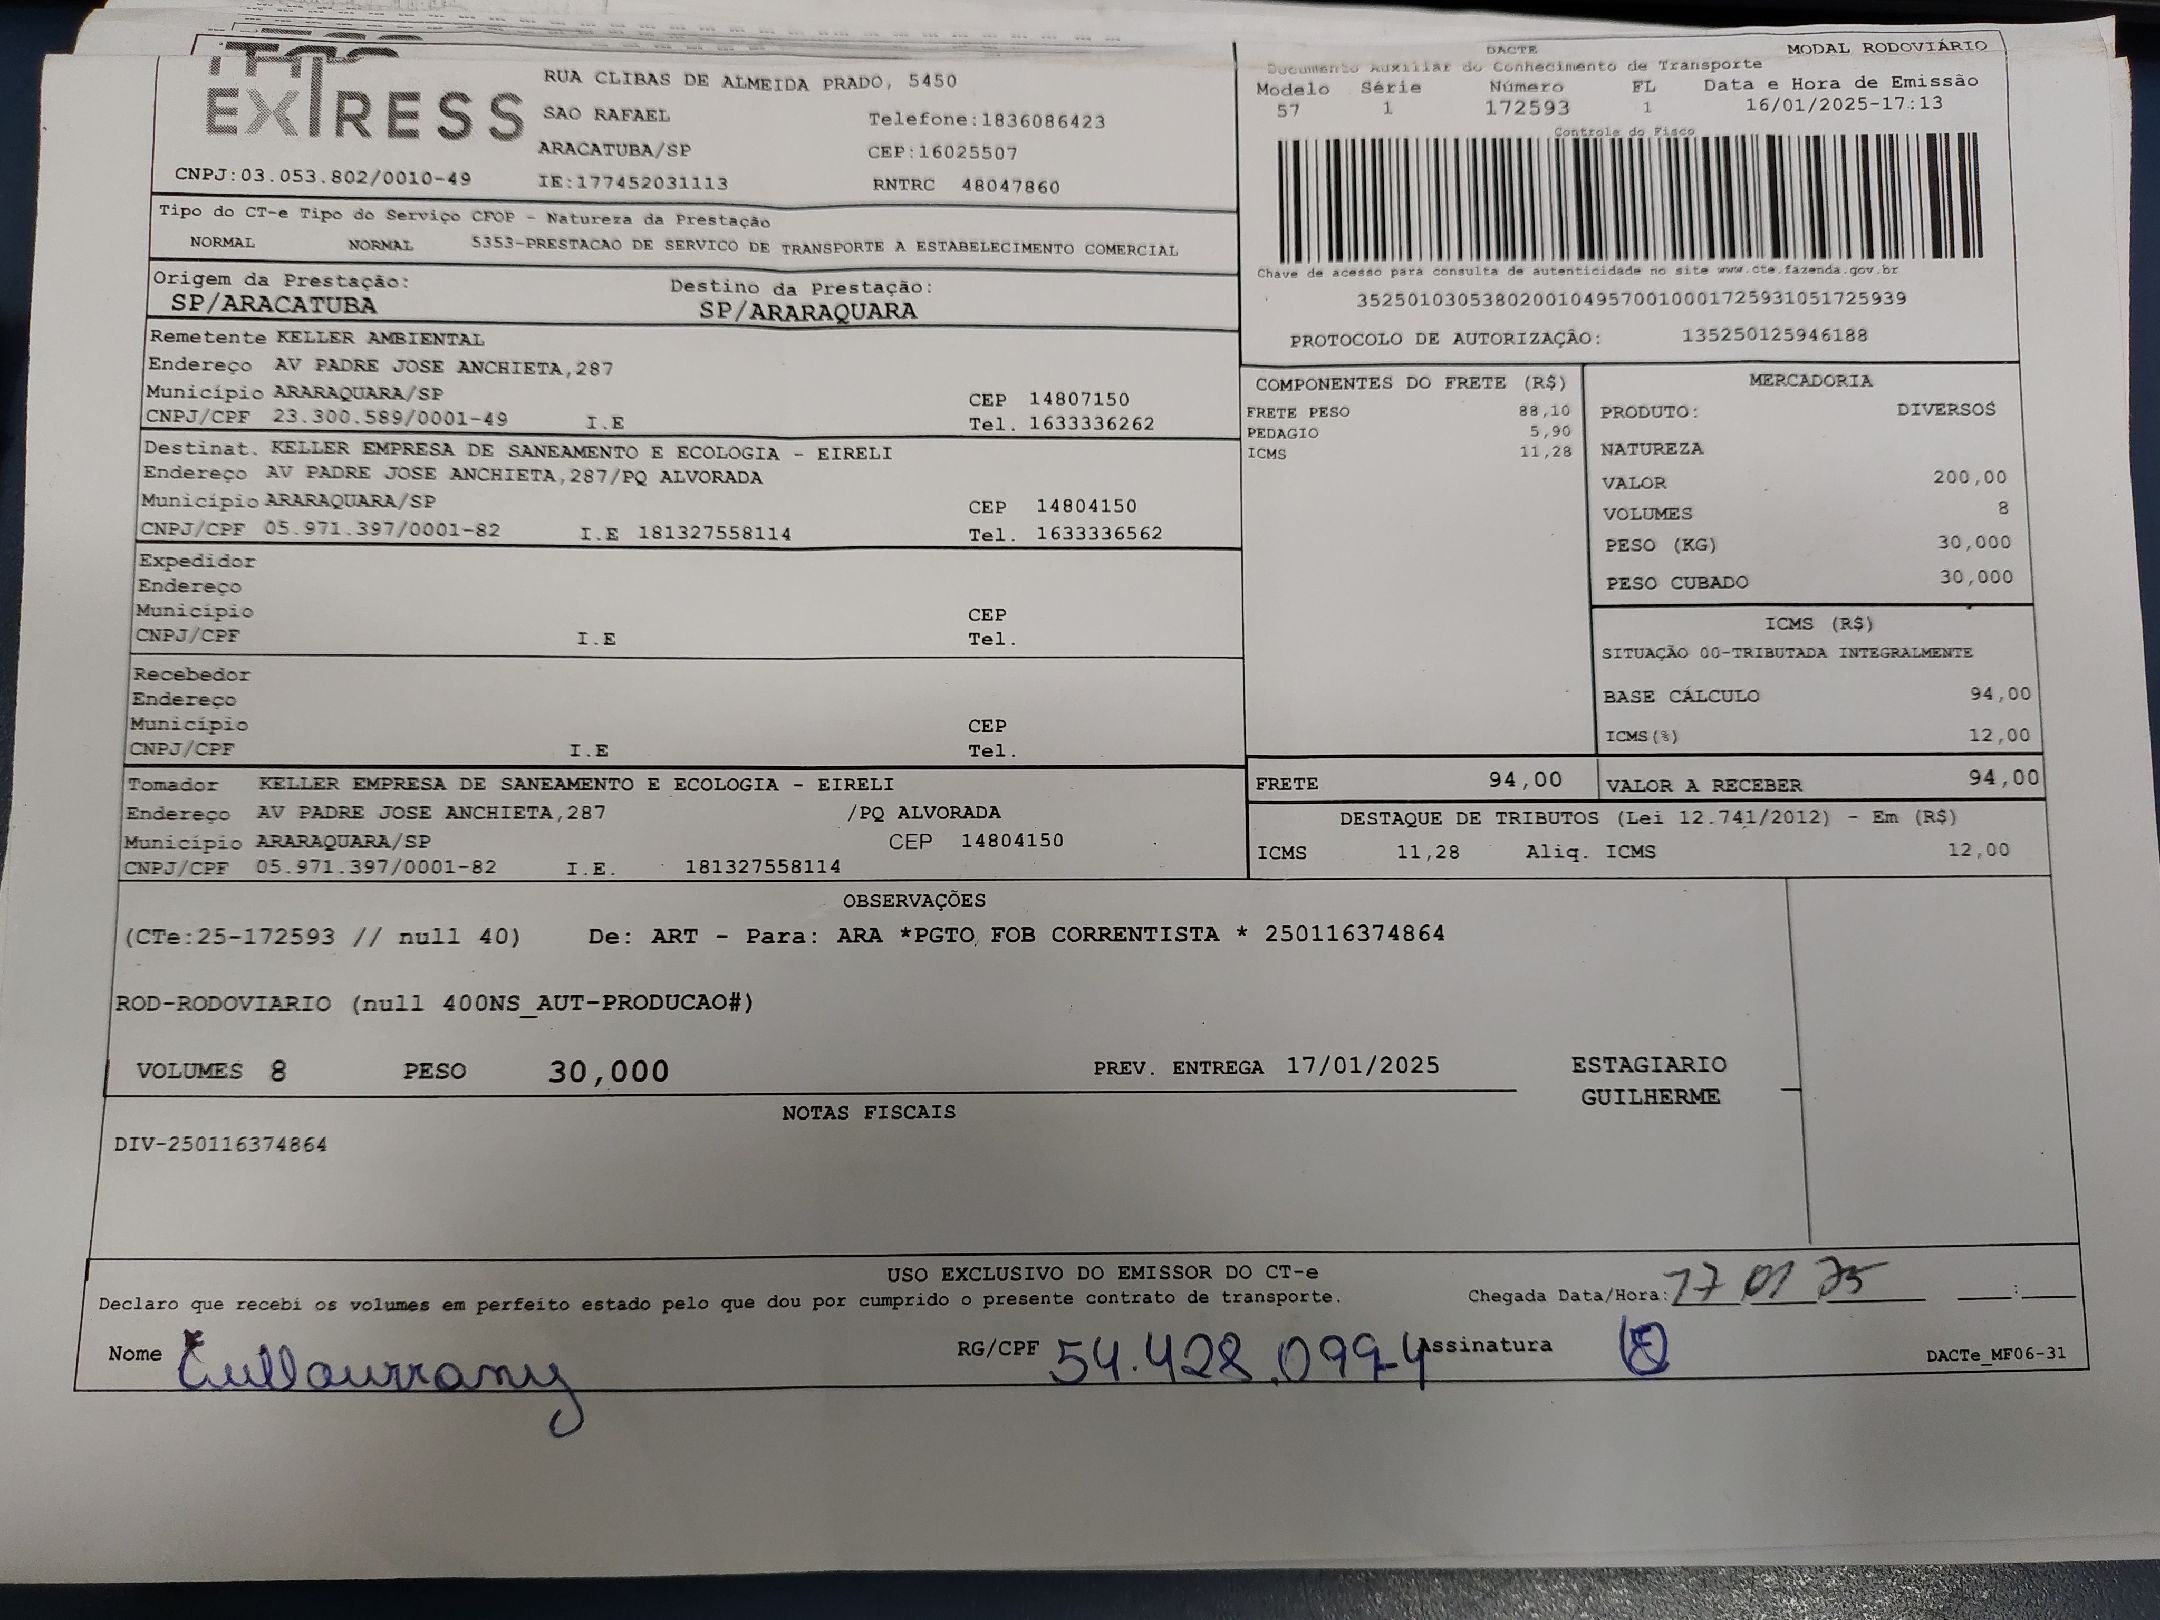 EXPRESS
RUA CLIBAS DE ALMEIDA PRADO, 5450
SAO RAFAEL
Telefone:1836086423
ARACATUBA/SP
CEP:16025507
CNPJ:03.053.802/0010-49
IE:177452031113
RNTRC 48047860
DACTE
MODAL RODOVIÁRIO
Documento Auxiliar do Conhecimento de Transporte
Modelo Série Número FL Data e Hora de Emissão
57 1 172593 1 16/01/2025-17:13
Controle do Fisco
Chave de acesso para consulta de autenticidade no site www.cte.fazenda.gov.br
35250103053802001049570010001725931051725939
PROTOCOLO DE AUTORIZAÇÃO: 135250125946188
Tipo do CT-e Tipo do Serviço CFOP - Natureza da Prestação
NORMAL NORMAL 5353-PRESTACAO DE SERVICO DE TRANSPORTE A ESTABELECIMENTO COMERCIAL
Origem da Prestação: Destino da Prestação:
SP/ARACATUBA SP/ARARAQUARA
Remetente KELLER AMBIENTAL
Endereço AV PADRE JOSE ANCHIETA,287
Município ARARAQUARA/SP CEP 14807150
CNPJ/CPF 23.300.589/0001-49 I.E Tel. 1633336262
Destinat. KELLER EMPRESA DE SANEAMENTO E ECOLOGIA - EIRELI
Endereço AV PADRE JOSE ANCHIETA,287/PQ ALVORADA
Município ARARAQUARA/SP CEP 14804150
CNPJ/CPF 05.971.397/0001-82 I.E 181327558114 Tel. 1633336562
Expedidor
Endereço
Município CEP
CNPJ/CPF I.E Tel.
Recebedor
Endereço
Município CEP
CNPJ/CPF I.E Tel.
Tomador KELLER EMPRESA DE SANEAMENTO E ECOLOGIA - EIRELI
Endereço AV PADRE JOSE ANCHIETA,287 /PQ ALVORADA
Município ARARAQUARA/SP CEP 14804150
CNPJ/CPF 05.971.397/0001-82 I.E. 181327558114
COMPONENTES DO FRETE (R$)
FRETE PESO 88,10
PEDAGIO 5,90
ICMS 11,28
MERCADORIA
PRODUTO: DIVERSOS
NATUREZA
VALOR 200,00
VOLUMES 8
PESO (KG) 30,000
PESO CUBADO 30,000
ICMS (R$)
SITUAÇÃO 00-TRIBUTADA INTEGRALMENTE
BASE CÁLCULO 94,00
ICMS(%) 12,00
FRETE 94,00 VALOR A RECEBER 94,00
DESTAQUE DE TRIBUTOS (Lei 12.741/2012) - Em (R$)
ICMS 11,28 Aliq. ICMS 12,00
OBSERVAÇÕES
(CTe:25-172593 // null 40) De: ART - Para: ARA *PGTO FOB CORRENTISTA * 250116374864
ROD-RODOVIARIO (null 400NS_AUT-PRODUCAO#)
VOLUMES 8 PESO 30,000 PREV. ENTREGA 17/01/2025 ESTAGIARIO
GUILHERME
NOTAS FISCAIS
DIV-250116374864
USO EXCLUSIVO DO EMISSOR DO CT-e
Declaro que recebi os volumes em perfeito estado pelo que dou por cumprido o presente contrato de transporte. Chegada Data/Hora: 17 01 25 :
Nome RG/CPF 54.428.099-4 Assinatura
DACTe_MF06-31